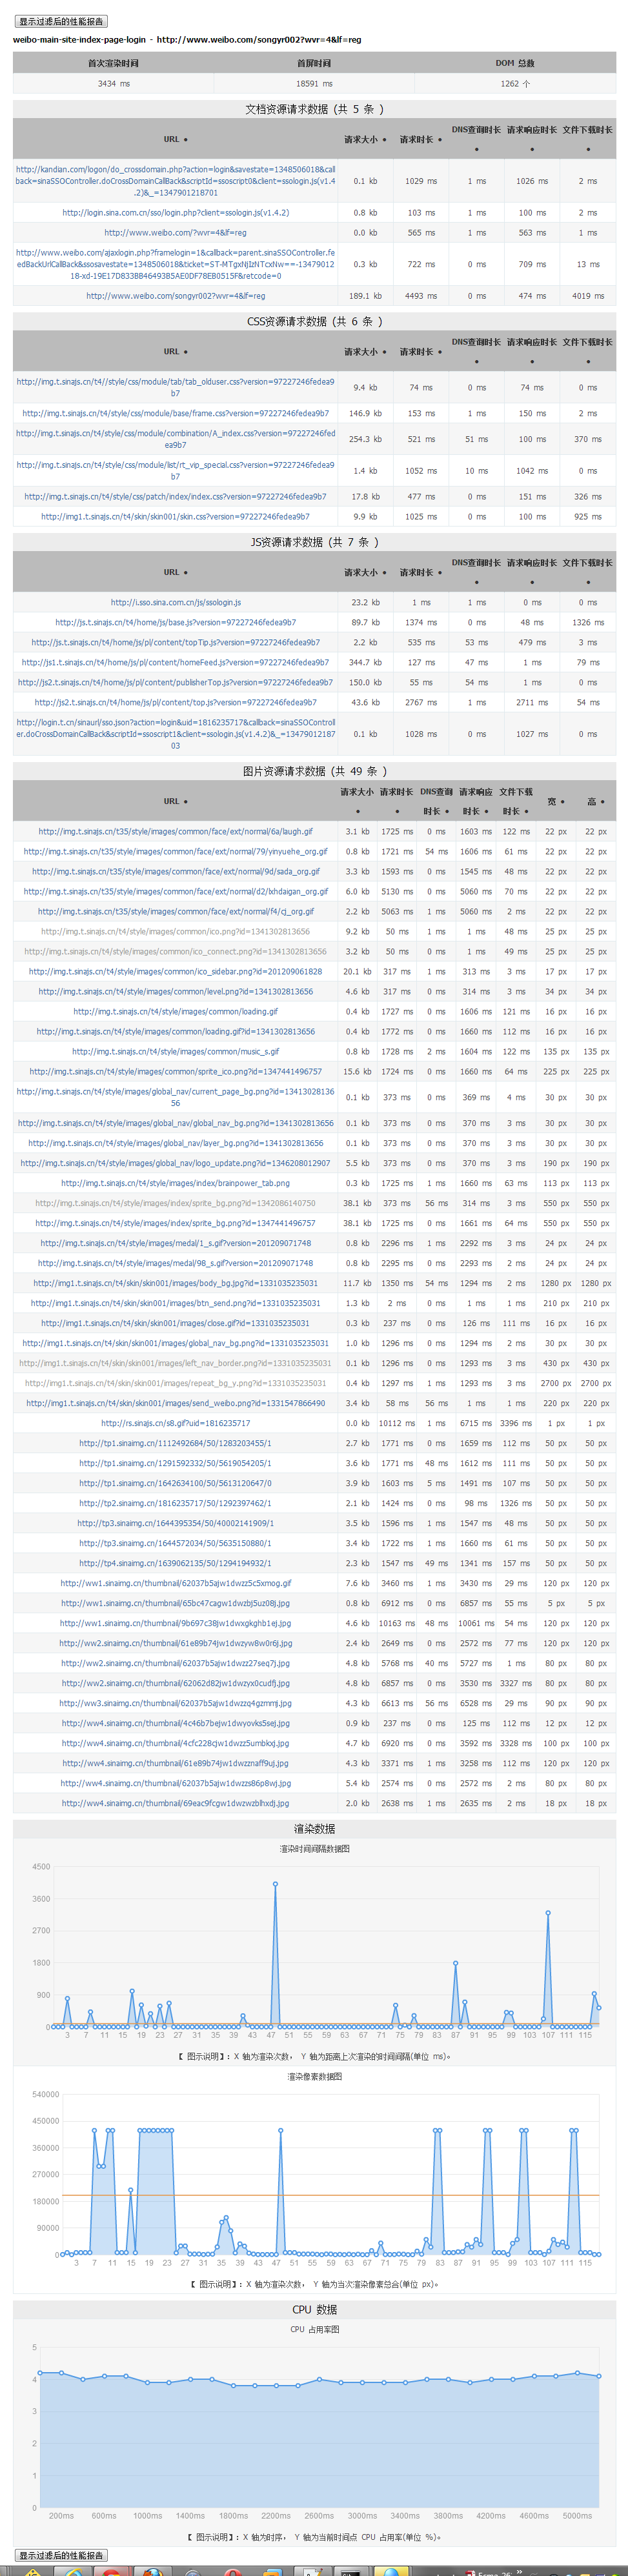 显示过滤后的性能报告
weibo-main-site-index-page-login - http://www.weibo.com/songyr002?wvr=4&lf=reg
首次渲染时间 首屏时间 DOM 总数
3434 ms 18591 ms 1262 个
文档资源请求数据 (共 5 条 )
URL 请求大小 请求时长 DNS查询时长 请求响应时长 文件下载时长
http://kandian.com/logon/do_crossdomain.php?action=login&savestate=1348506018&call
back=sinaSSOController.doCrossDomainCallBack&scriptId=ssoscript0&client=ssologin.js(v1.4
.2)&_=1347901218701 0.1 kb 1029 ms 1 ms 1026 ms 2 ms
http://login.sina.com.cn/sso/login.php?client=ssologin.js(v1.4.2) 0.8 kb 103 ms 1 ms 100 ms 2 ms
http://www.weibo.com/?wvr=4&lf=reg 0.0 kb 565 ms 1 ms 563 ms 1 ms
http://www.weibo.com/ajaxlogin.php?framelogin=1&callback=parent.sinaSSOController.fe
edBackUrlCallBack&ssosavestate=1348506018&ticket=ST-MTgxNjIzNTcxNw==-13479012
18-xd-19E17D833BB4649385AE0DF78EB0515F&retcode=0 0.3 kb 722 ms 0 ms 709 ms 13 ms
http://www.weibo.com/songyr002?wvr=4&lf=reg 189.1 kb 4493 ms 0 ms 474 ms 4019 ms
CSS资源请求数据 (共 6 条 )
URL 请求大小 请求时长 DNS查询时长 请求响应时长 文件下载时长
http://img.t.sinajs.cn/t4//style/css/module/tab/tab_olduser.css?version=97227246fedea9
b7 9.4 kb 74 ms 0 ms 74 ms 0 ms
http://img.t.sinajs.cn/t4/style/css/module/base/frame.css?version=97227246fedea9b7 146.9 kb 153 ms 1 ms 150 ms 2 ms
http://img.t.sinajs.cn/t4/style/css/module/combination/A_index.css?version=97227246fed
ea9b7 254.3 kb 521 ms 51 ms 100 ms 370 ms
http://img.t.sinajs.cn/t4/style/css/module/list/rt_vip_special.css?version=97227246fedea9
b7 1.4 kb 1052 ms 10 ms 1042 ms 0 ms
http://img.t.sinajs.cn/t4/style/css/patch/index/index.css?version=97227246fedea9b7 17.8 kb 477 ms 0 ms 151 ms 326 ms
http://img1.t.sinajs.cn/t4/skin/skin001/skin.css?version=97227246fedea9b7 9.9 kb 1025 ms 0 ms 100 ms 925 ms
JS资源请求数据 (共 7 条 )
URL 请求大小 请求时长 DNS查询时长 请求响应时长 文件下载时长
http://i.sso.sina.com.cn/js/ssologin.js 23.2 kb 1 ms 1 ms 0 ms 0 ms
http://js.t.sinajs.cn/t4/home/js/base.js?version=97227246fedea9b7 89.7 kb 1374 ms 0 ms 48 ms 1326 ms
http://js.t.sinajs.cn/t4/home/js/pl/content/topTip.js?version=97227246fedea9b7 2.2 kb 535 ms 53 ms 479 ms 3 ms
http://js1.t.sinajs.cn/t4/home/js/pl/content/homeFeed.js?version=97227246fedea9b7 344.7 kb 127 ms 47 ms 1 ms 79 ms
http://js2.t.sinajs.cn/t4/home/js/pl/content/publisherTop.js?version=97227246fedea9b7 150.0 kb 55 ms 54 ms 1 ms 0 ms
http://js2.t.sinajs.cn/t4/home/js/pl/content/top.js?version=97227246fedea9b7 43.6 kb 2767 ms 1 ms 2711 ms 54 ms
http://login.t.cn/sinaurl/sso.json?action=login&uid=1816235717&callback=sinaSSOControll
er.doCrossDomainCallBack&scriptId=ssoscript1&client=ssologin.js(v1.4.2)&_=13479012187
03 0.1 kb 1028 ms 0 ms 1027 ms 0 ms
图片资源请求数据 (共 49 条 )
URL 请求大小 请求时长 DNS查询时长 请求响应时长 文件下载时长 宽 高
http://img.t.sinajs.cn/t35/style/images/common/face/ext/normal/6a/laugh.gif 3.1 kb 1725 ms 0 ms 1603 ms 122 ms 22 px 22 px
http://img.t.sinajs.cn/t35/style/images/common/face/ext/normal/79/yinyuehe_org.gif 0.8 kb 1721 ms 54 ms 1606 ms 61 ms 22 px 22 px
http://img.t.sinajs.cn/t35/style/images/common/face/ext/normal/9d/sada_org.gif 3.3 kb 1593 ms 0 ms 1545 ms 48 ms 22 px 22 px
http://img.t.sinajs.cn/t35/style/images/common/face/ext/normal/d2/lxhdaigan_org.gif 6.0 kb 5130 ms 0 ms 5060 ms 70 ms 22 px 22 px
http://img.t.sinajs.cn/t35/style/images/common/face/ext/normal/f4/cj_org.gif 2.2 kb 5063 ms 1 ms 5060 ms 2 ms 22 px 22 px
http://img.t.sinajs.cn/t4/style/images/common/ico.png?id=1341302813656 9.2 kb 50 ms 1 ms 1 ms 48 ms 25 px 25 px
http://img.t.sinajs.cn/t4/style/images/common/ico_connect.png?id=1341302813656 3.2 kb 50 ms 0 ms 1 ms 49 ms 25 px 25 px
http://img.t.sinajs.cn/t4/style/images/common/ico_sidebar.png?id=201209061828 20.1 kb 317 ms 1 ms 313 ms 3 ms 17 px 17 px
http://img.t.sinajs.cn/t4/style/images/common/level.png?id=1341302813656 4.6 kb 317 ms 0 ms 314 ms 3 ms 34 px 34 px
http://img.t.sinajs.cn/t4/style/images/common/loading.gif 0.4 kb 1727 ms 0 ms 1606 ms 121 ms 16 px 16 px
http://img.t.sinajs.cn/t4/style/images/common/loading.gif?id=1341302813656 0.4 kb 1772 ms 0 ms 1660 ms 112 ms 16 px 16 px
http://img.t.sinajs.cn/t4/style/images/common/music_s.gif 0.8 kb 1728 ms 2 ms 1604 ms 122 ms 135 px 135 px
http://img.t.sinajs.cn/t4/style/images/common/sprite_ico.png?id=1347441496757 15.6 kb 1724 ms 0 ms 1660 ms 64 ms 225 px 225 px
http://img.t.sinajs.cn/t4/style/images/global_nav/current_page_bg.png?id=13413028136
56 0.1 kb 373 ms 0 ms 369 ms 4 ms 30 px 30 px
http://img.t.sinajs.cn/t4/style/images/global_nav/global_nav_bg.png?id=1341302813656 0.1 kb 373 ms 0 ms 370 ms 3 ms 30 px 30 px
http://img.t.sinajs.cn/t4/style/images/global_nav/layer_bg.png?id=1341302813656 0.1 kb 373 ms 0 ms 370 ms 3 ms 30 px 30 px
http://img.t.sinajs.cn/t4/style/images/global_nav/logo_update.png?id=1346208012907 5.5 kb 373 ms 0 ms 370 ms 3 ms 190 px 190 px
http://img.t.sinajs.cn/t4/style/images/index/brainpower_tab.png 0.3 kb 1725 ms 1 ms 1660 ms 63 ms 113 px 113 px
http://img.t.sinajs.cn/t4/style/images/index/sprite_bg.png?id=1342086140750 38.1 kb 373 ms 56 ms 314 ms 3 ms 550 px 550 px
http://img.t.sinajs.cn/t4/style/images/index/sprite_bg.png?id=1347441496757 38.1 kb 1725 ms 0 ms 1661 ms 64 ms 550 px 550 px
http://img.t.sinajs.cn/t4/style/images/medal/1_s.gif?version=201209071748 0.8 kb 2296 ms 1 ms 2292 ms 3 ms 24 px 24 px
http://img.t.sinajs.cn/t4/style/images/medal/98_s.gif?version=201209071748 0.8 kb 2295 ms 0 ms 2293 ms 2 ms 24 px 24 px
http://img1.t.sinajs.cn/t4/skin/skin001/images/body_bg.jpg?id=1331035235031 11.7 kb 1350 ms 54 ms 1294 ms 2 ms 1280 px 1280 px
http://img1.t.sinajs.cn/t4/skin/skin001/images/btn_send.png?id=1331035235031 1.3 kb 2 ms 0 ms 1 ms 1 ms 210 px 210 px
http://img1.t.sinajs.cn/t4/skin/skin001/images/close.gif?id=1331035235031 0.3 kb 237 ms 0 ms 126 ms 111 ms 16 px 16 px
http://img1.t.sinajs.cn/t4/skin/skin001/images/global_nav_bg.png?id=1331035235031 1.0 kb 1296 ms 0 ms 1294 ms 2 ms 30 px 30 px
http://img1.t.sinajs.cn/t4/skin/skin001/images/left_nav_border.png?id=1331035235031 0.1 kb 1296 ms 0 ms 1293 ms 3 ms 430 px 430 px
http://img1.t.sinajs.cn/t4/skin/skin001/images/repeat_bg_y.png?id=1331035235031 0.4 kb 1297 ms 1 ms 1293 ms 3 ms 2700 px 2700 px
http://img1.t.sinajs.cn/t4/skin/skin001/images/send_weibo.png?id=1331547866490 3.4 kb 58 ms 56 ms 1 ms 1 ms 220 px 220 px
http://rs.sinajs.cn/s8.gif?uid=1816235717 0.0 kb 10112 ms 1 ms 6715 ms 3396 ms 1 px 1 px
http://tp1.sinaimg.cn/1112492684/50/1283203455/1 2.7 kb 1771 ms 0 ms 1659 ms 112 ms 50 px 50 px
http://tp1.sinaimg.cn/1291592332/50/5619054205/1 3.6 kb 1771 ms 48 ms 1612 ms 111 ms 50 px 50 px
http://tp1.sinaimg.cn/1642634100/50/5613120647/0 3.9 kb 1603 ms 5 ms 1491 ms 107 ms 50 px 50 px
http://tp2.sinaimg.cn/1816235717/50/1292397462/1 2.1 kb 1424 ms 0 ms 98 ms 1326 ms 50 px 50 px
http://tp3.sinaimg.cn/1644395354/50/40002141909/1 3.5 kb 1596 ms 1 ms 1547 ms 48 ms 50 px 50 px
http://tp3.sinaimg.cn/1644572034/50/5635150880/1 3.4 kb 1722 ms 1 ms 1660 ms 61 ms 50 px 50 px
http://tp4.sinaimg.cn/1639062135/50/1294194932/1 2.3 kb 1547 ms 49 ms 1341 ms 157 ms 50 px 50 px
http://ww1.sinaimg.cn/thumbnail/62037b5ajw1dwzz5c5xmog.gif 7.6 kb 3460 ms 1 ms 3430 ms 29 ms 120 px 120 px
http://ww1.sinaimg.cn/thumbnail/65bc47cagw1dwzbj5uz08j.jpg 0.8 kb 6912 ms 0 ms 6857 ms 55 ms 5 px 5 px
http://ww1.sinaimg.cn/thumbnail/9b697c38jw1dwxgkghb1ej.jpg 4.6 kb 10163 ms 48 ms 10061 ms 54 ms 120 px 120 px
http://ww2.sinaimg.cn/thumbnail/61e89b74jw1dwzyw8w0r6j.jpg 2.4 kb 2649 ms 0 ms 2572 ms 77 ms 120 px 120 px
http://ww2.sinaimg.cn/thumbnail/62037b5ajw1dwzz27seq7j.jpg 4.8 kb 5768 ms 40 ms 5727 ms 1 ms 80 px 80 px
http://ww2.sinaimg.cn/thumbnail/62062d82jw1dwzyx0cudfj.jpg 4.8 kb 6857 ms 0 ms 3530 ms 3327 ms 80 px 80 px
http://ww3.sinaimg.cn/thumbnail/62037b5ajw1dwzzq4gzmmj.jpg 4.3 kb 6613 ms 56 ms 6528 ms 29 ms 90 px 90 px
http://ww4.sinaimg.cn/thumbnail/4c46b7bejw1dwyovks5sej.jpg 0.9 kb 237 ms 0 ms 125 ms 112 ms 12 px 12 px
http://ww4.sinaimg.cn/thumbnail/4cfc228cjw1dwzz5umbkxj.jpg 4.7 kb 6920 ms 0 ms 3592 ms 3328 ms 100 px 100 px
http://ww4.sinaimg.cn/thumbnail/61e89b74jw1dwzznaff9uj.jpg 4.3 kb 3371 ms 1 ms 3258 ms 112 ms 120 px 120 px
http://ww4.sinaimg.cn/thumbnail/62037b5ajw1dwzzs86p8wj.jpg 5.4 kb 2574 ms 0 ms 2572 ms 2 ms 80 px 80 px
http://ww4.sinaimg.cn/thumbnail/69eac9fcgw1dwzwzblhxdj.jpg 2.0 kb 2638 ms 1 ms 2635 ms 2 ms 18 px 18 px
渲染数据
渲染时间间隔数据图
4500
3600
2700
1800
900
0
3 7 11 15 19 23 27 31 35 39 43 47 51 55 59 63 67 71 75 79 83 87 91 95 99 103 107 111 115
【 图示说明 】: X 轴为渲染次数， Y 轴为距离上次渲染的时间间隔(单位 ms)。
渲染像素数据图
540000
450000
360000
270000
180000
90000
0
3 7 11 15 19 23 27 31 35 39 43 47 51 55 59 63 67 71 75 79 83 87 91 95 99 103 107 111 115
【 图示说明 】: X 轴为渲染次数， Y 轴为当次渲染像素总合(单位 px)。
CPU 数据
CPU 占用率图
5
4
3
2
1
0
200ms 600ms 1000ms 1400ms 1800ms 2200ms 2600ms 3000ms 3400ms 3800ms 4200ms 4600ms 5000ms
【 图示说明 】: X 轴为时序， Y 轴为当前时间点 CPU 占用率(单位 %)。
显示过滤后的性能报告